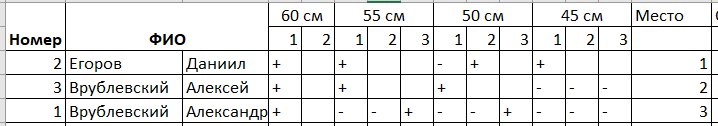 60 см 55 см 50 см 45 см Место
Номер ФИО 1 2 1 2 3 1 2 3 1 2 3
2 Егоров Даниил + + - + + 1
3 Врублевский Алексей + + + - - - 2
1 Врублевский Александр + - - + - - + - - - 3